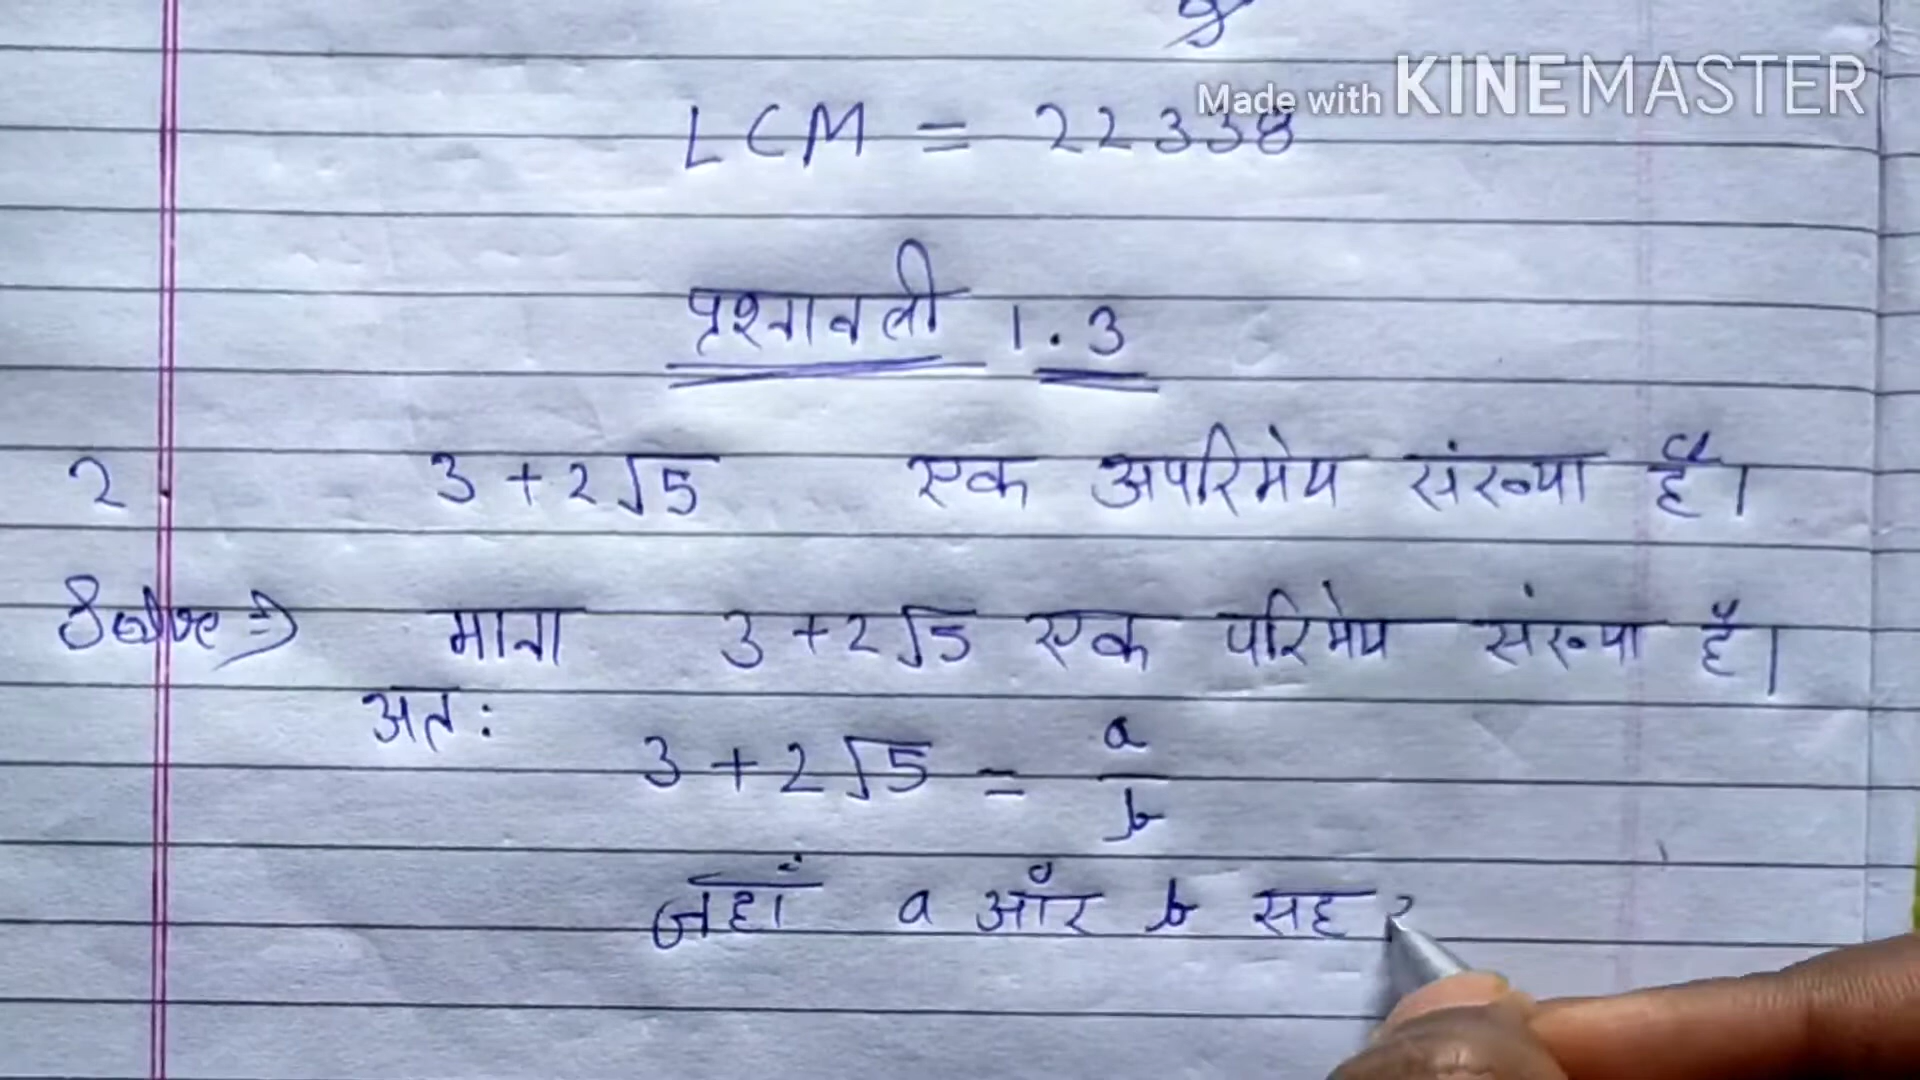 Made with KINEMASTER
LCM = 22338
प्रश्नावली 1.3
2 3+2√5 एक अपरिमेय संख्या है।
Solve ⇒ माना 3+2√5 एक परिमेय संख्या है।
अत:
3+2√5 = a/b
जहाँ a और b सह